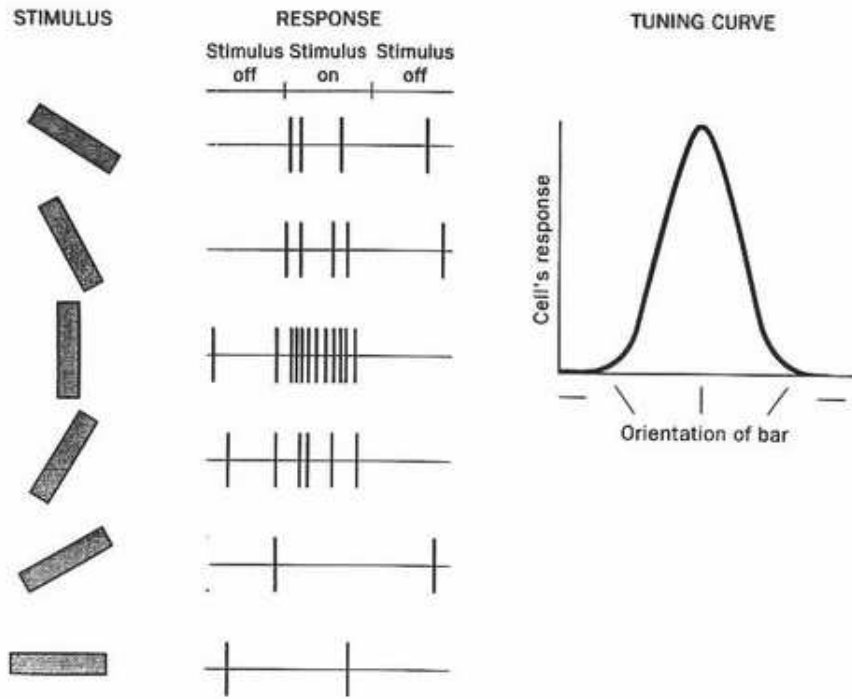 STIMULUS
RESPONSE
TUNING CURVE
Stimulus Stimulus Stimulus
off on off
Cell's response
Orientation of bar